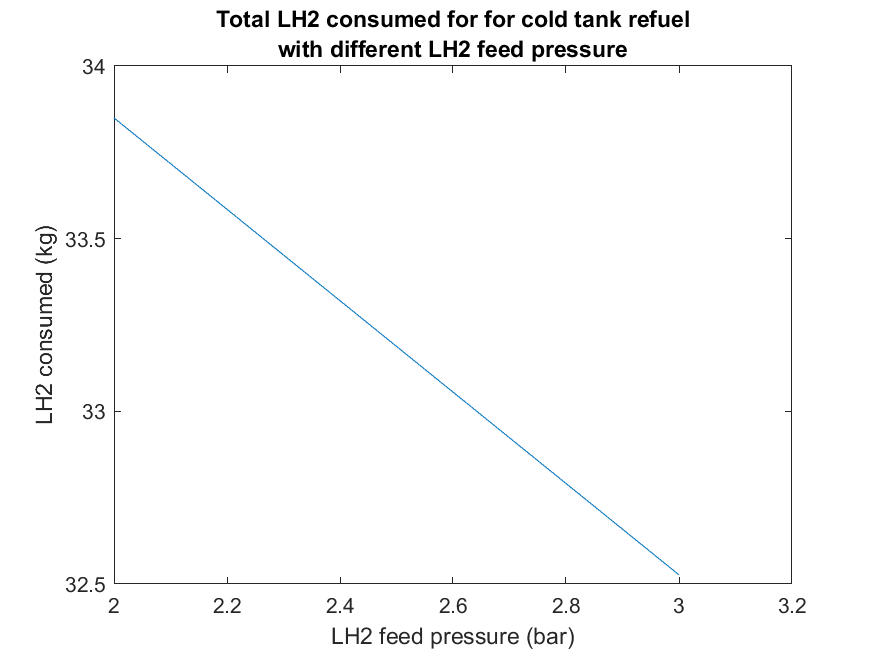 Total LH2 consumed for for cold tank refuel
with different LH2 feed pressure
34
33.5
33
32.5
LH2 consumed (kg)
2 2.2 2.4 2.6 2.8 3 3.2
LH2 feed pressure (bar)